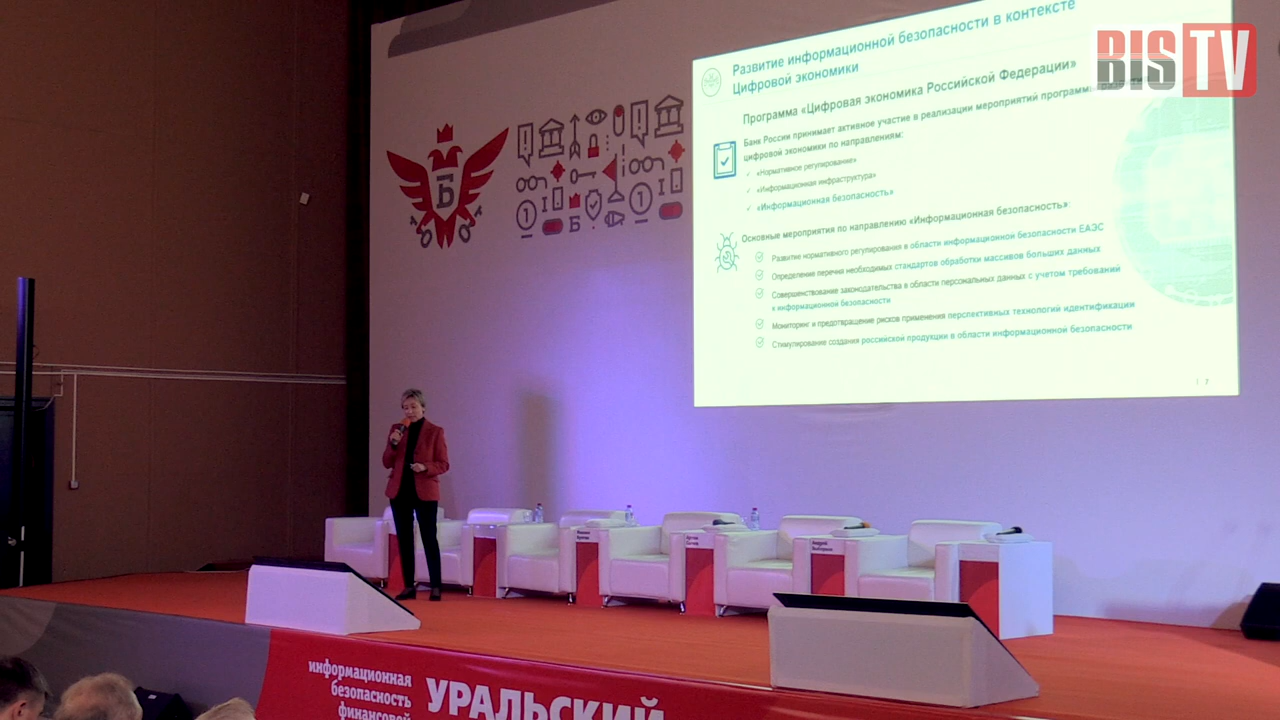 BIS TV
Развитие информационной безопасности в контексте
Цифровой экономики
Программа «Цифровая экономика Российской Федерации»
Банк России принимает активное участие в реализации мероприятий программы
цифровой экономики по направлениям:
«Нормативное регулирование»
«Информационная инфраструктура»
«Информационная безопасность»
Основные мероприятия по направлению «Информационная безопасность»:
Развитие нормативного регулирования в области информационной безопасности ЕАЭС
Определение перечня необходимых стандартов обработки массивов больших данных
Совершенствование законодательства в области персональных данных с учетом требований
к информационной безопасности
Мониторинг и предотвращение рисков применения перспективных технологий идентификации
Стимулирование создания российской продукции в области информационной безопасности
Б
1
Б
1
информационная
безопасность
финансовой
УРАЛЬСКИЙ